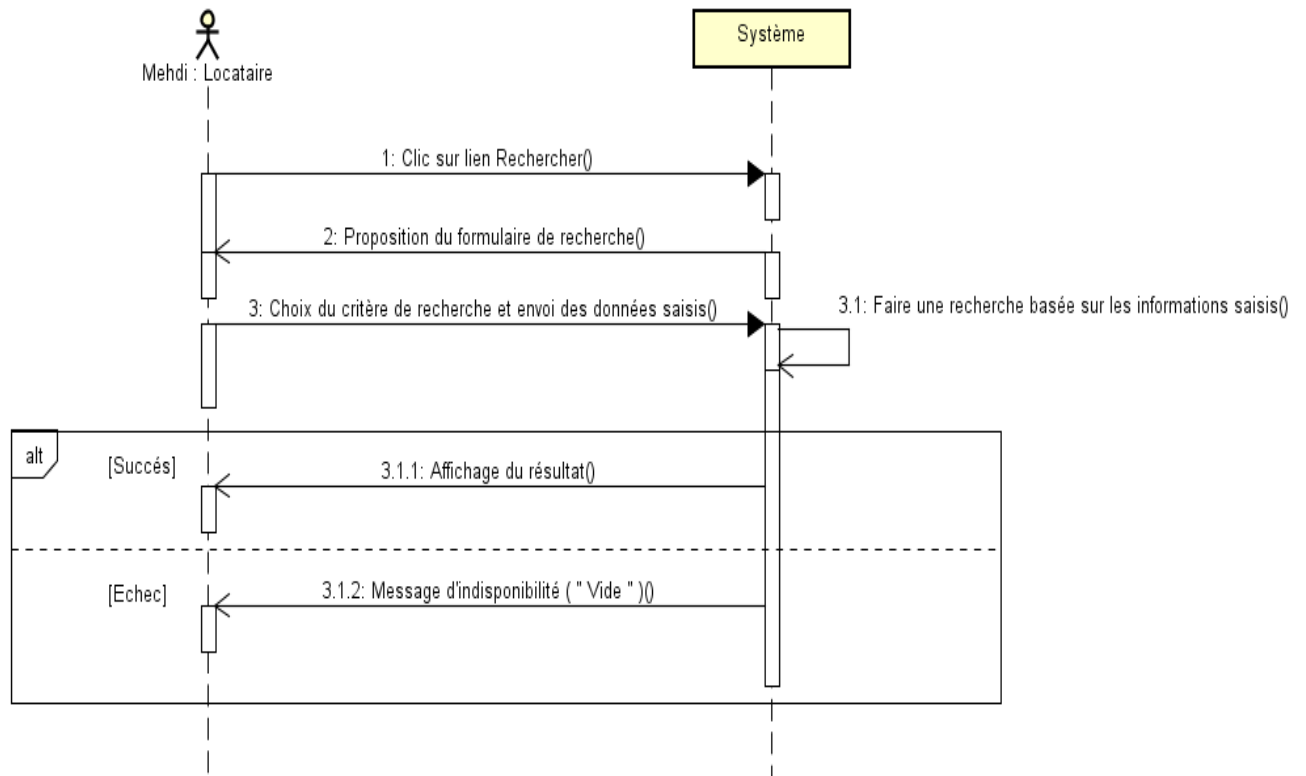 Mehdi : Locataire
Système
1: Clic sur lien Rechercher()
2: Proposition du formulaire de recherche()
3: Choix du critère de recherche et envoi des données saisis()
3.1: Faire une recherche basée sur les informations saisis()
alt
[Succés]
3.1.1: Affichage du résultat()
[Echec]
3.1.2: Message d'indisponibilité ( " Vide " )()